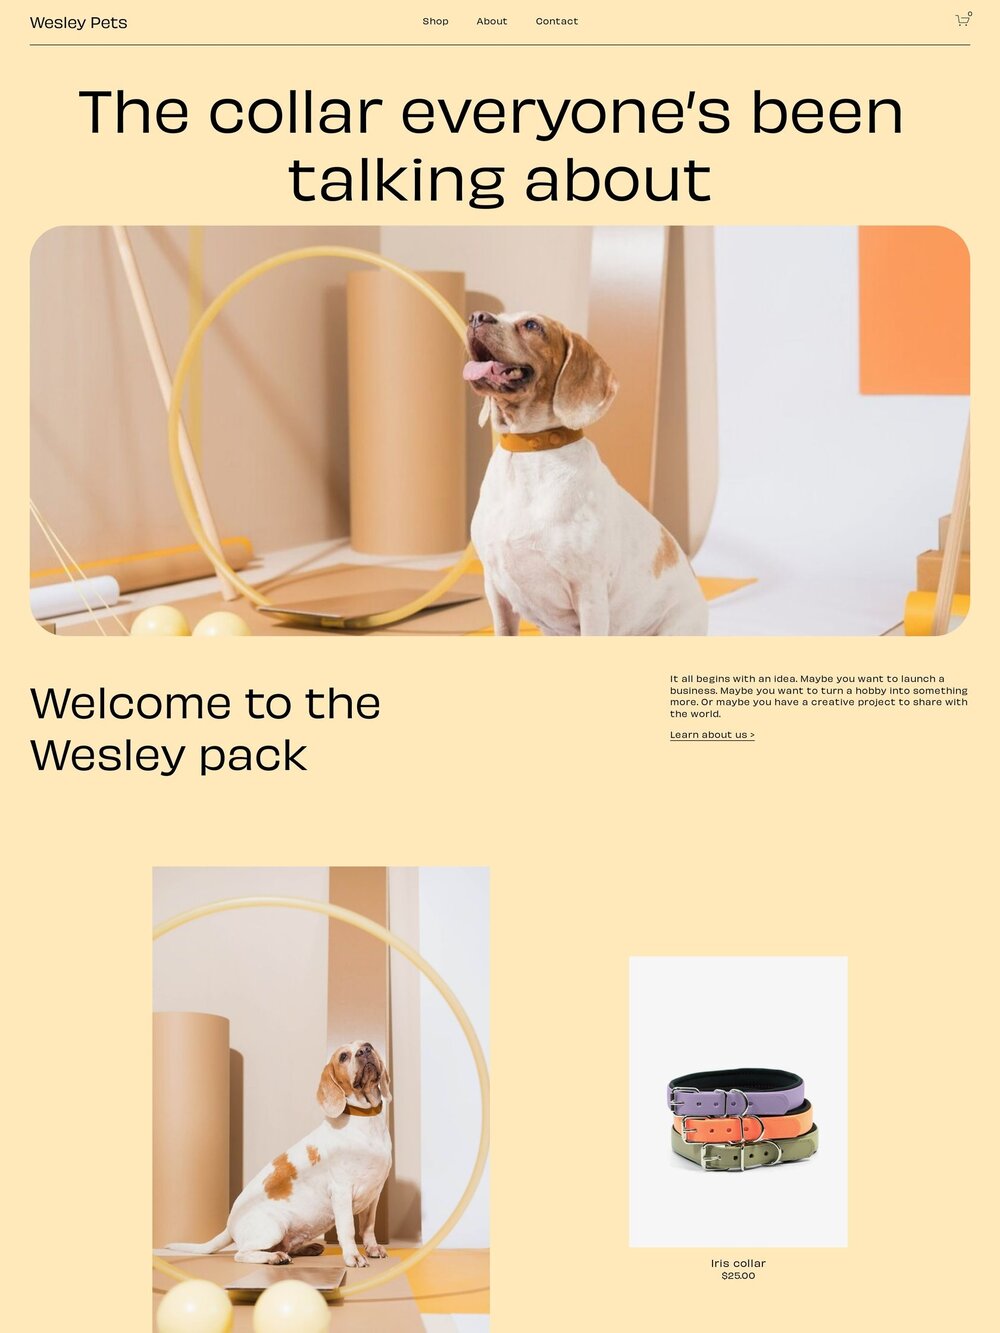 Wesley Pets
Shop About Contact
0
The collar everyone's been
talking about
Welcome to the
Wesley pack
It all begins with an idea. Maybe you want to launch a
business. Maybe you want to turn a hobby into something
more. Or maybe you have a creative project to share with
the world.
Learn about us >
Iris collar
$25.00